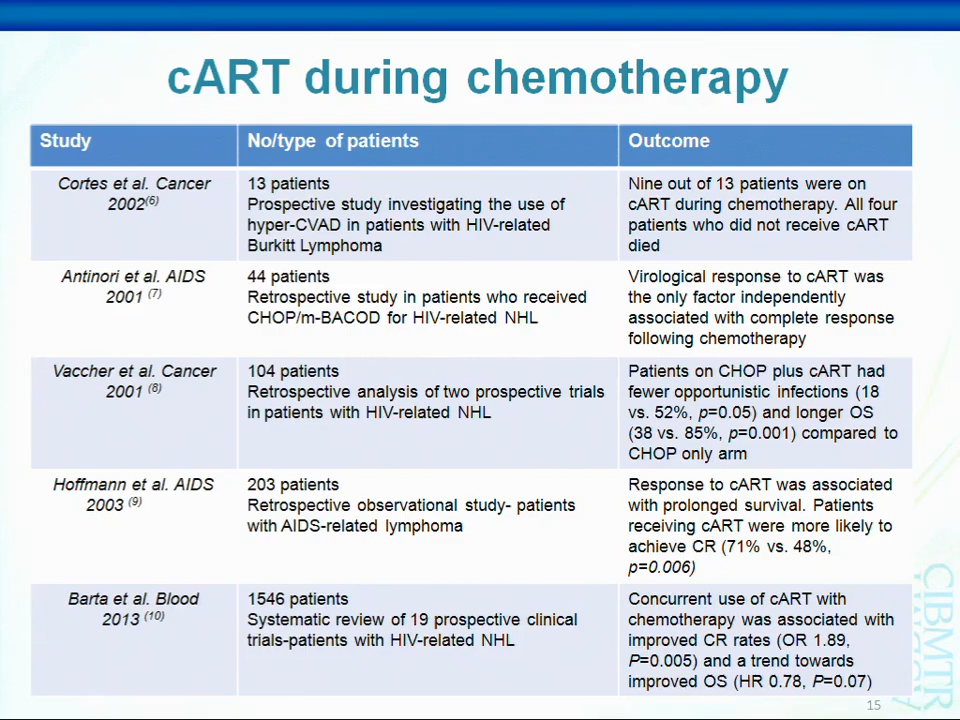 cART during chemotherapy
Study
No/type of patients
Outcome
Cortes et al. Cancer
2002(6)
13 patients
Prospective study investigating the use of
hyper-CVAD in patients with HIV-related
Burkitt Lymphoma
Nine out of 13 patients were on
cART during chemotherapy. All four
patients who did not receive cART
died
Antinori et al. AIDS
2001 (7)
44 patients
Retrospective study in patients who received
CHOP/m-BACOD for HIV-related NHL
Virological response to cART was
the only factor independently
associated with complete response
following chemotherapy
Vaccher et al. Cancer
2001 (8)
104 patients
Retrospective analysis of two prospective trials
in patients with HIV-related NHL
Patients on CHOP plus cART had
fewer opportunistic infections (18
vs. 52%, p=0.05) and longer OS
(38 vs. 85%, p=0.001) compared to
CHOP only arm
Hoffmann et al. AIDS
2003 (9)
203 patients
Retrospective observational study- patients
with AIDS-related lymphoma
Response to cART was associated
with prolonged survival. Patients
receiving cART were more likely to
achieve CR (71% vs. 48%,
p=0.006)
Barta et al. Blood
2013 (10)
1546 patients
Systematic review of 19 prospective clinical
trials-patients with HIV-related NHL
Concurrent use of cART with
chemotherapy was associated with
improved CR rates (OR 1.89,
P=0.005) and a trend towards
improved OS (HR 0.78, P=0.07)
CIBMTR
15